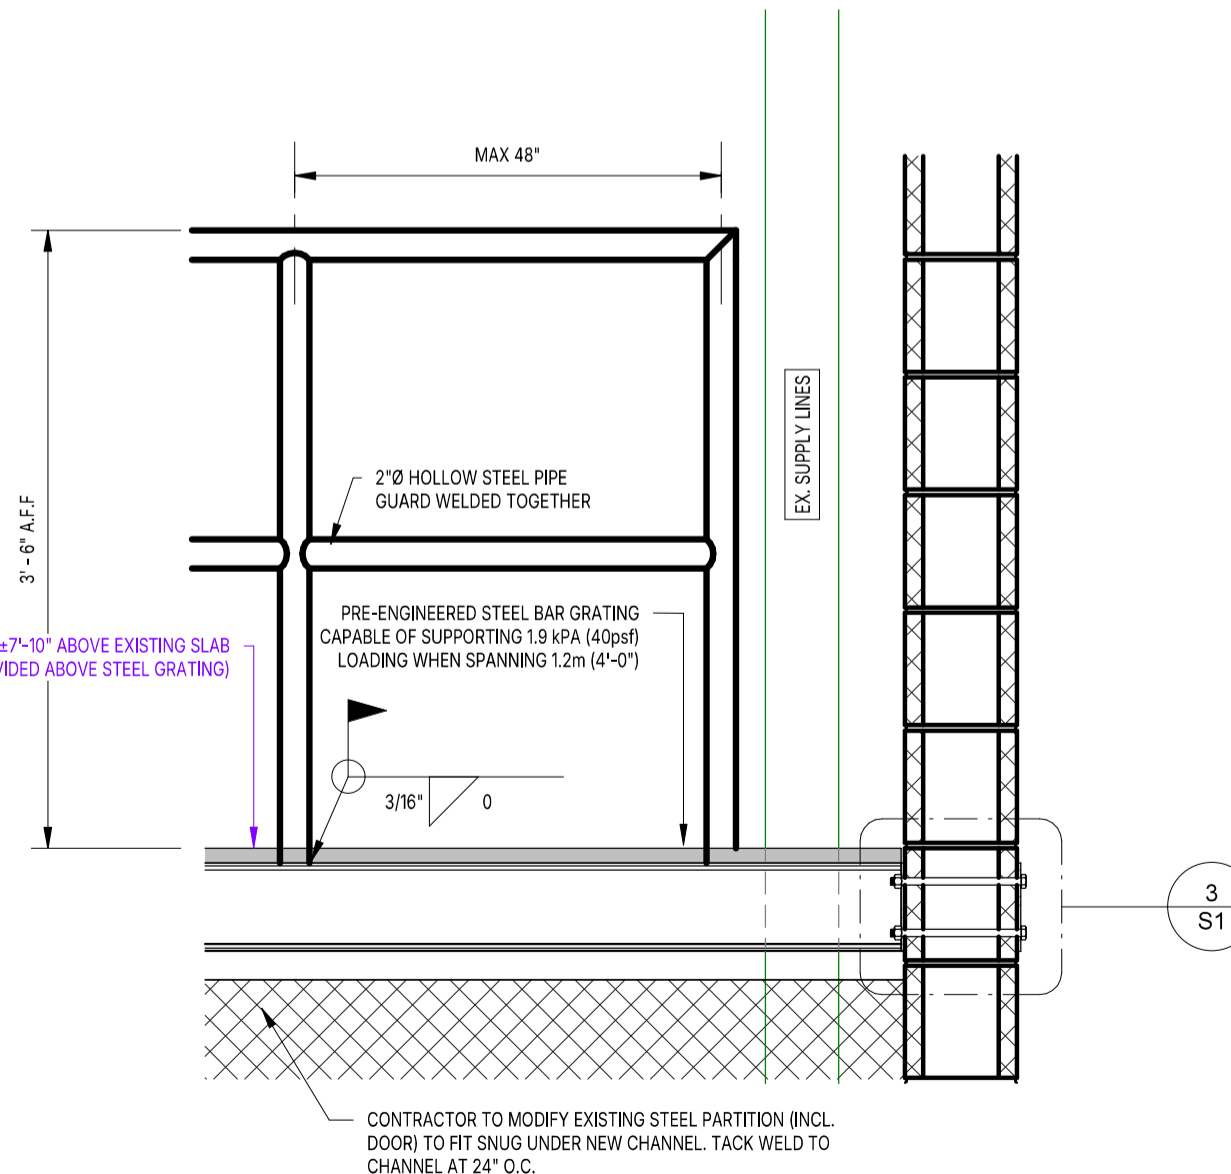 MAX 48"
EX. SUPPLY LINES
2"Ø HOLLOW STEEL PIPE
GUARD WELDED TOGETHER
3' - 6" A.F.F
PRE-ENGINEERED STEEL BAR GRATING
CAPABLE OF SUPPORTING 1.9 kPA (40psf)
LOADING WHEN SPANNING 1.2m (4'-0")
±7'-10" ABOVE EXISTING SLAB
ABOVE STEEL GRATING)
3/16" 0
3
S1
CONTRACTOR TO MODIFY EXISTING STEEL PARTITION (INCL.
DOOR) TO FIT SNUG UNDER NEW CHANNEL. TACK WELD TO
CHANNEL AT 24" O.C.